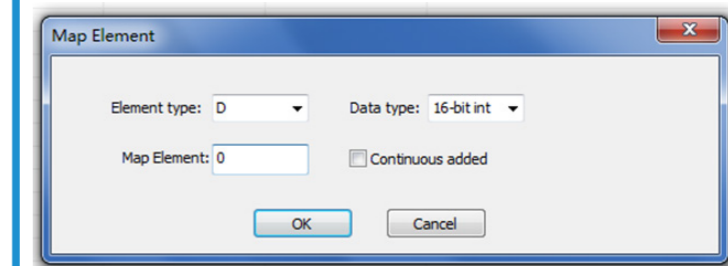 Map Element
Element type: D Data type: 16-bit int
Map Element: 0 Continuous added
OK Cancel